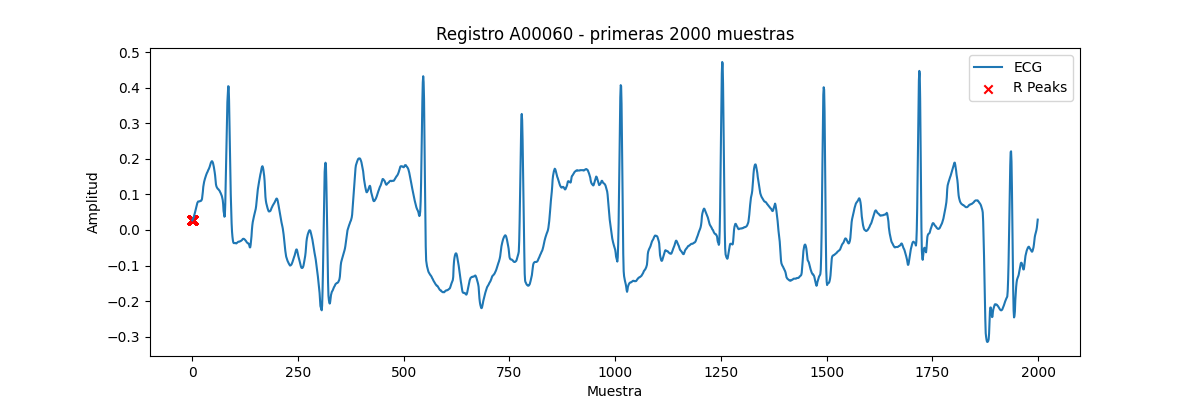 Registro A00060 - primeras 2000 muestras
0.5
0.4
0.3
0.2
0.1
0.0
−0.1
−0.2
−0.3
Amplitud
ECG
R Peaks
0 250 500 750 1000 1250 1500 1750 2000
Muestra